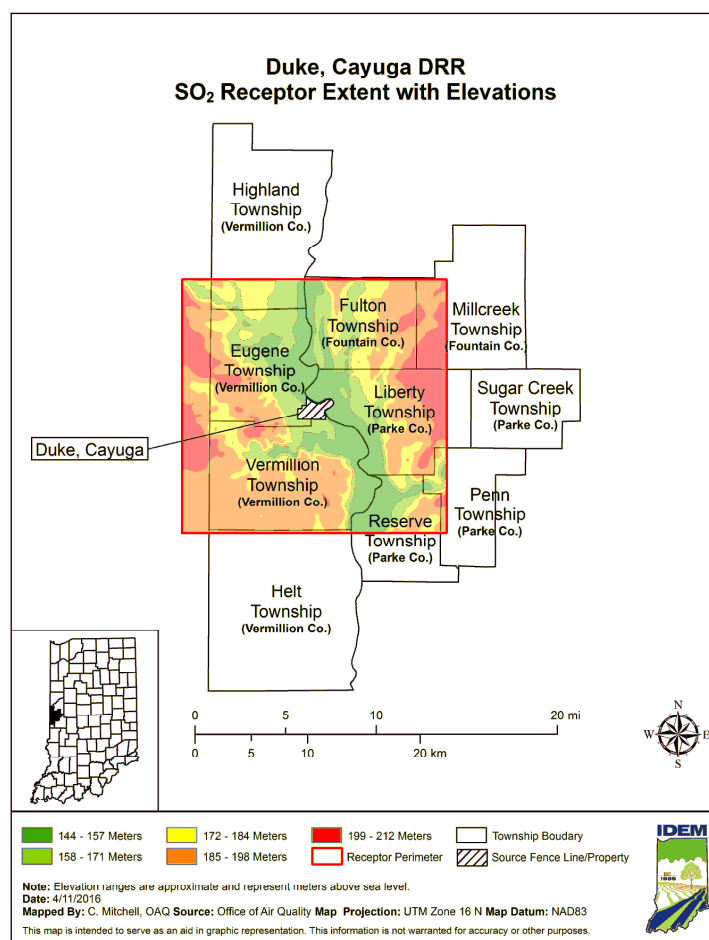 Duke, Cayuga DRR
SO₂ Receptor Extent with Elevations
Highland
Township
(Vermillion Co.)
Fulton
Township
(Fountain Co.)
Millcreek
Township
(Fountain Co.)
Eugene
Township
(Vermillion Co.)
Liberty
Township
(Parke Co.)
Sugar Creek
Township
(Parke Co.)
Duke, Cayuga
Vermillion
Township
(Vermillion Co.)
Penn
Township
(Parke Co.)
Reserve
Township
(Parke Co.)
Helt
Township
(Vermillion Co.)
0 5 10 20 mi
0 5 10 20 km
N
W E
S
144 - 157 Meters 172 - 184 Meters 199 - 212 Meters Township Boudary
158 - 171 Meters 185 - 198 Meters Receptor Perimeter Source Fence Line/Property
IDEM
EST
1986
Note: Elevation ranges are approximate and represent meters above sea level.
Date: 4/11/2016
Mapped By: C. Mitchell, OAQ Source: Office of Air Quality Map Projection: UTM Zone 16 N Map Datum: NAD83
This map is intended to serve as an aid in graphic representation. This information is not warranted for accuracy or other purposes.